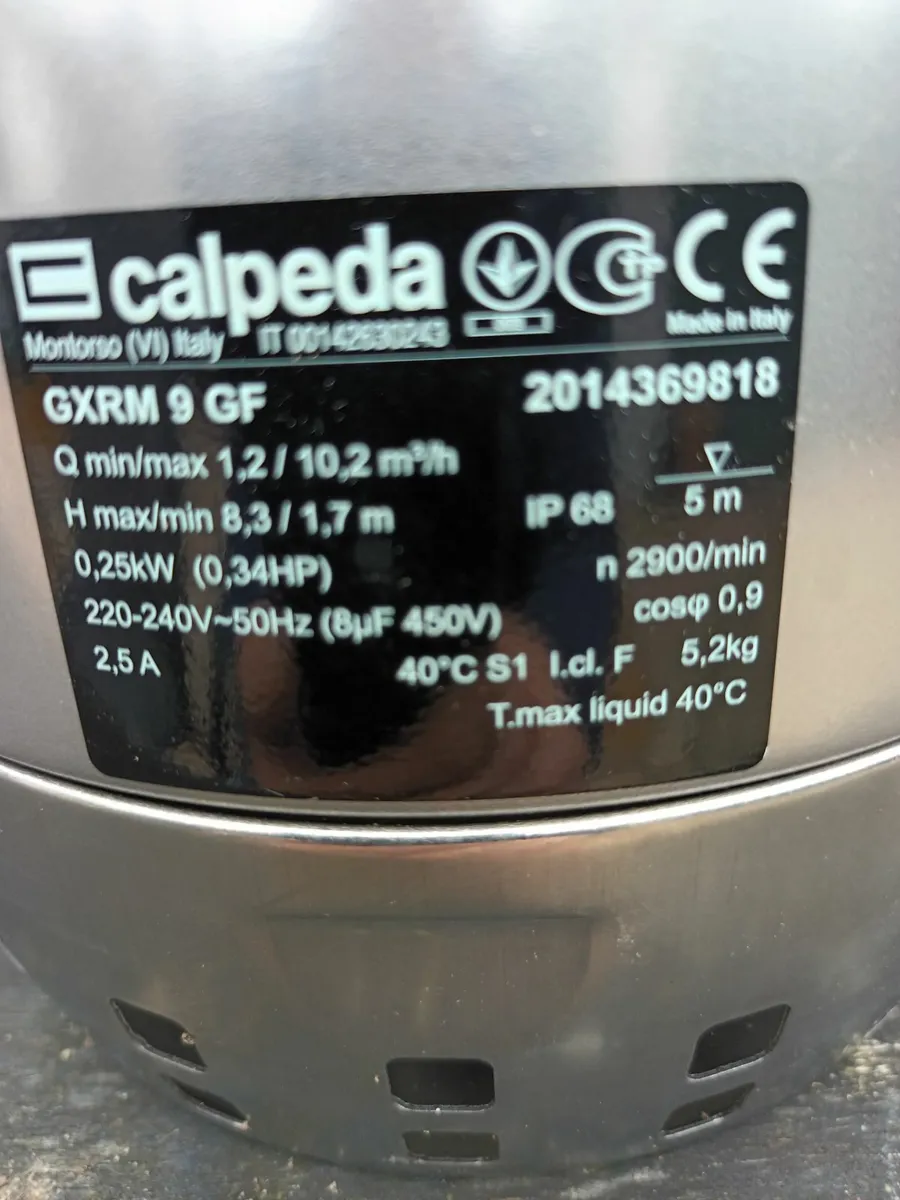 calpeda CE
Montorso (VI) Italy IT 00142630243 Made in Italy
GXRM 9 GF 2014369818
Q min/max 1,2 / 10,2 m³/h
H max/min 8,3 / 1,7 m IP 68 5 m
0,25kW (0,34HP) n 2900/min
220-240V~50Hz (8µF 450V) cosφ 0,9
2,5 A 40°C S1 I.cl. F 5,2kg
T.max liquid 40°C